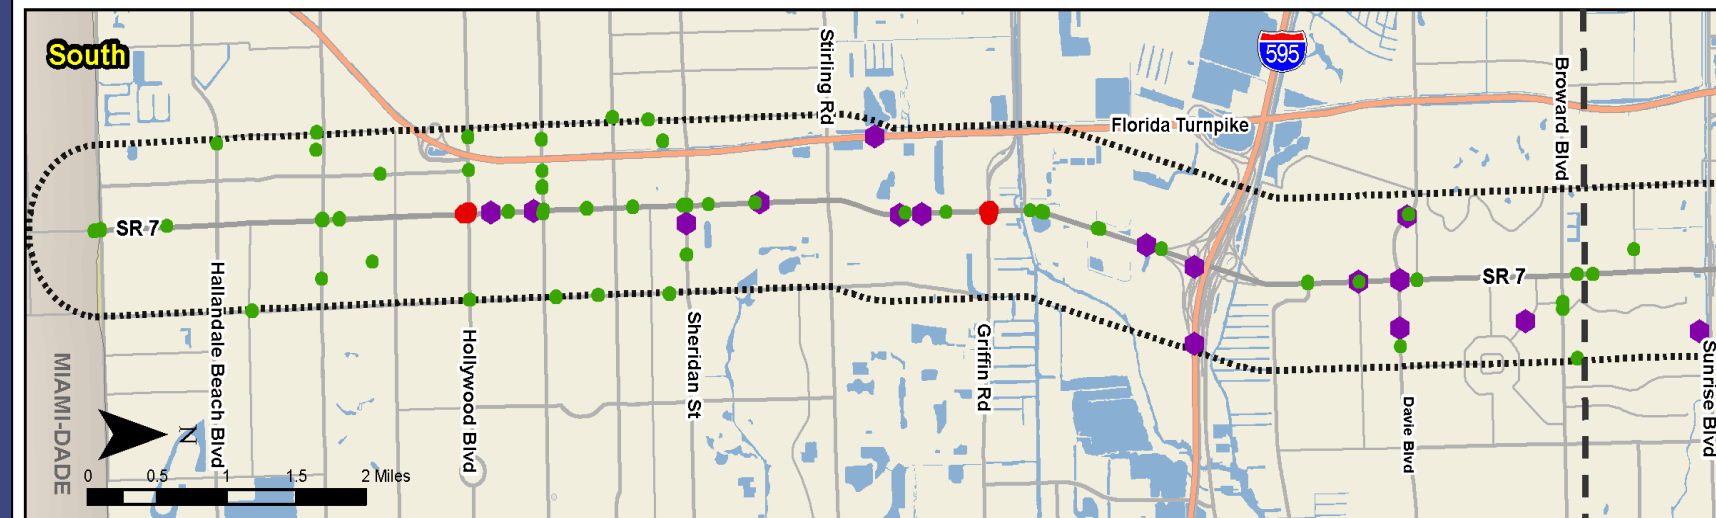 South
Stirling Rd
595
Broward Blvd
Florida Turnpike
SR 7
SR 7
Hallandale Beach Blvd
Hollywood Blvd
Sheridan St
Griffin Rd
Davie Blvd
Sunrise Blvd
MIAMI-DADE
N
0 0.5 1 1.5 2 Miles